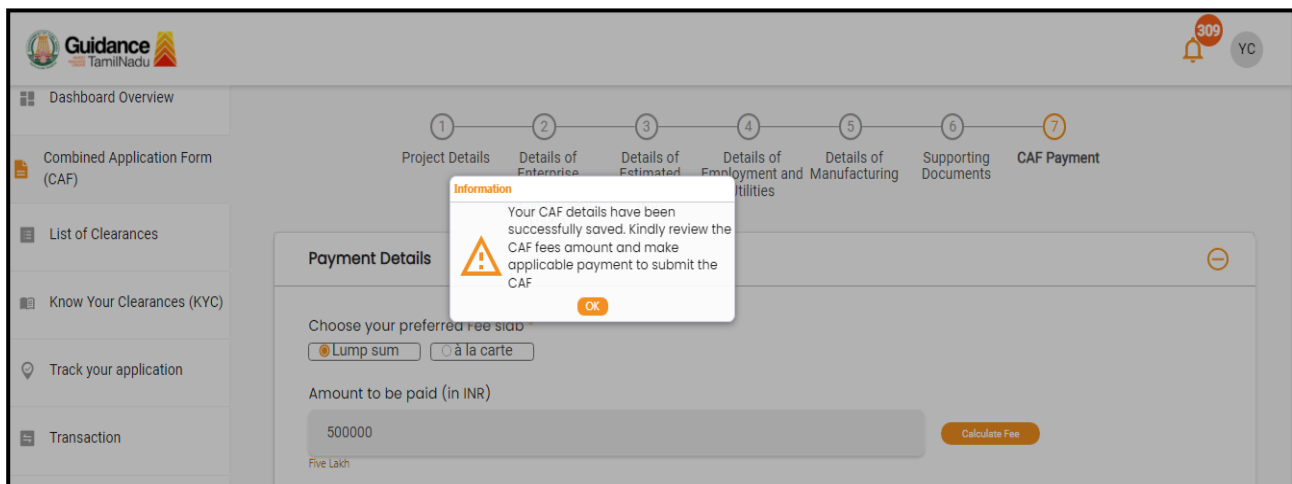 Guidance
TamilNadu
309
YC
Dashboard Overview
Combined Application Form
(CAF)
List of Clearances
Know Your Clearances (KYC)
Track your application
Transaction
1
2
3
4
5
6
7
Project Details
Details of
Enterprise
Details of
Estimated
Details of
Employment and
Utilities
Details of
Manufacturing
Supporting
Documents
CAF Payment
Information
Your CAF details have been
successfully saved. Kindly review the
CAF fees amount and make
applicable payment to submit the
CAF
OK
Payment Details
Choose your preferred Fee slab *
Lump sum
à la carte
Amount to be paid (in INR)
500000
Calculate Fee
Five Lakh